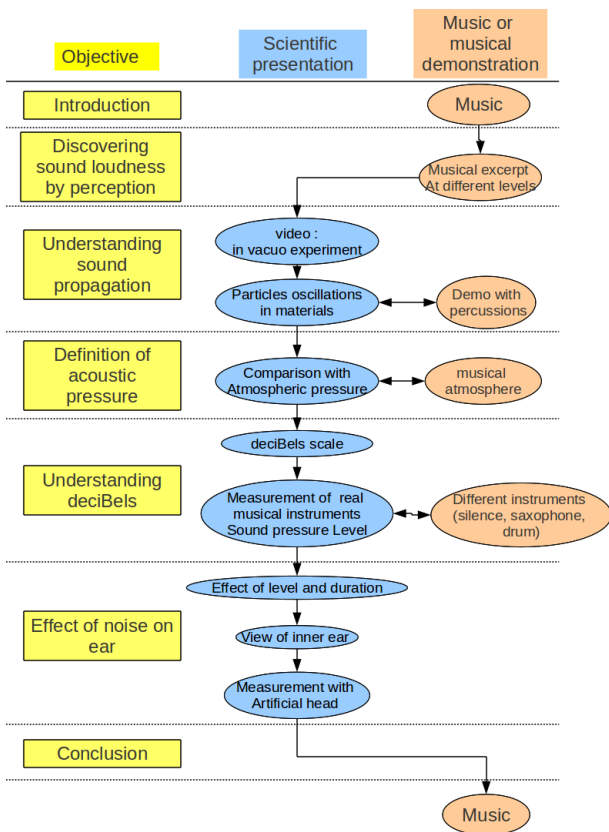 Objective
Scientific
presentation
Music or
musical
demonstration
Introduction
Music
Discovering
sound loudness
by perception
Musical excerpt
At different levels
Understanding
sound
propagation
video :
in vacuo experiment
Particles oscillations
in materials
Demo with
percussions
Definition of
acoustic
pressure
Comparison with
Atmospheric pressure
musical
atmosphere
Understanding
deciBels
deciBels scale
Measurement of real
musical instruments
Sound pressure Level
Different instruments
(silence, saxophone,
drum)
Effect of noise on
ear
Effect of level and duration
View of inner ear
Measurement with
Artificial head
Conclusion
Music